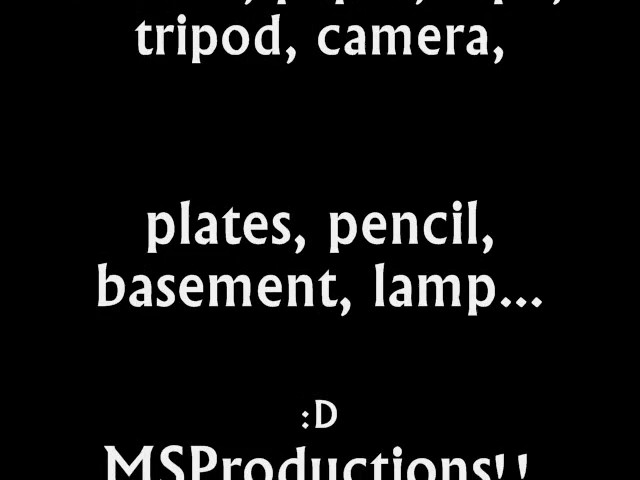 tripod, camera,
plates, pencil,
basement, lamp...
:D
MSProductions!!